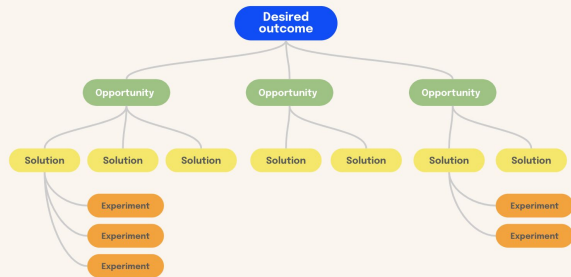 Desired
outcome
Opportunity
Opportunity
Opportunity
Solution
Solution
Solution
Solution
Solution
Solution
Solution
Experiment
Experiment
Experiment
Experiment
Experiment